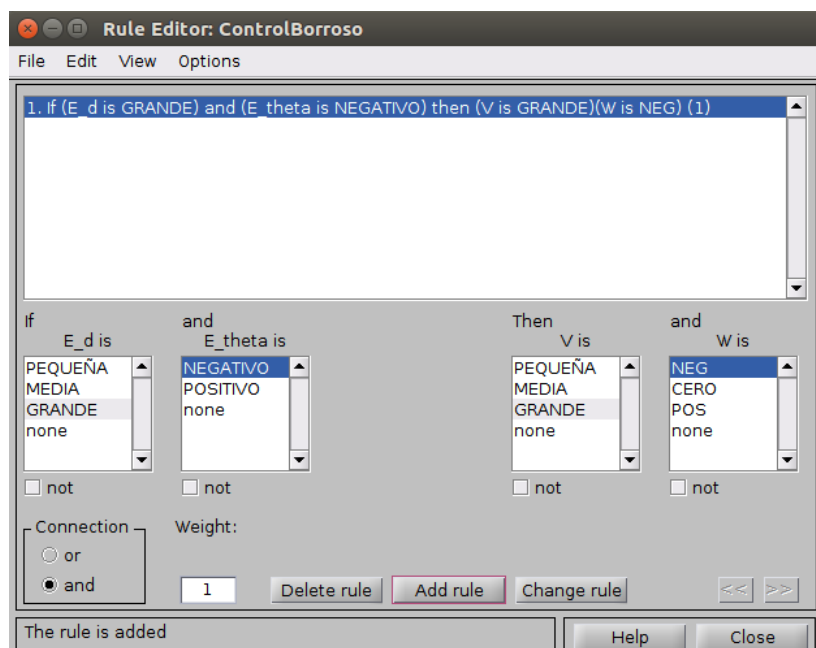 Rule Editor: ControlBorroso
File Edit View Options
1. If (E_d is GRANDE) and (E_theta is NEGATIVO) then (V is GRANDE)(W is NEG) (1)
If and Then and
E_d is E_theta is V is W is
PEQUEÑA NEGATIVO PEQUEÑA NEG
MEDIA POSITIVO MEDIA CERO
GRANDE none GRANDE POS
none none none
not not not not
Connection Weight:
or
and 1 Delete rule Add rule Change rule << >>
The rule is added Help Close